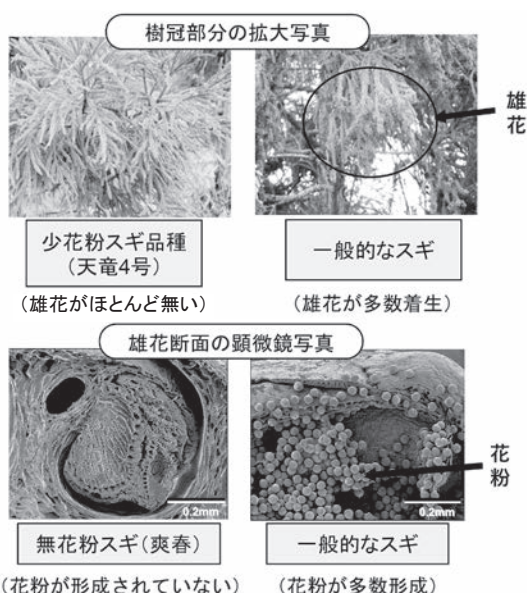 樹冠部分の拡大写真
雄花
少花粉スギ品種
(天竜4号)
一般的なスギ
(雄花がほとんど無い)
(雄花が多数着生)
雄花断面の顕微鏡写真
花粉
0.2mm
0.2mm
無花粉スギ(爽春)
一般的なスギ
(花粉が形成されていない)
(花粉が多数形成)